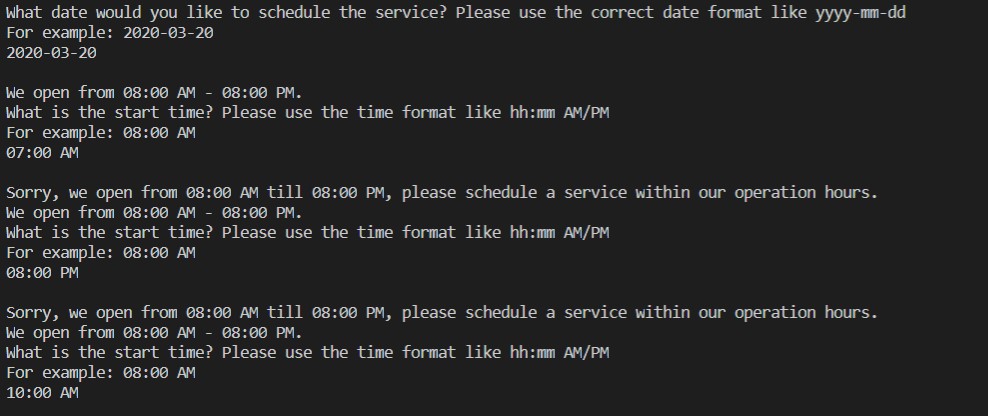 What date would you like to schedule the service? Please use the correct date format like yyyy-mm-dd
For example: 2020-03-20
2020-03-20
We open from 08:00 AM - 08:00 PM.
What is the start time? Please use the time format like hh:mm AM/PM
For example: 08:00 AM
07:00 AM
Sorry, we open from 08:00 AM till 08:00 PM, please schedule a service within our operation hours.
We open from 08:00 AM - 08:00 PM.
What is the start time? Please use the time format like hh:mm AM/PM
For example: 08:00 AM
08:00 PM
Sorry, we open from 08:00 AM till 08:00 PM, please schedule a service within our operation hours.
We open from 08:00 AM - 08:00 PM.
What is the start time? Please use the time format like hh:mm AM/PM
For example: 08:00 AM
10:00 AM